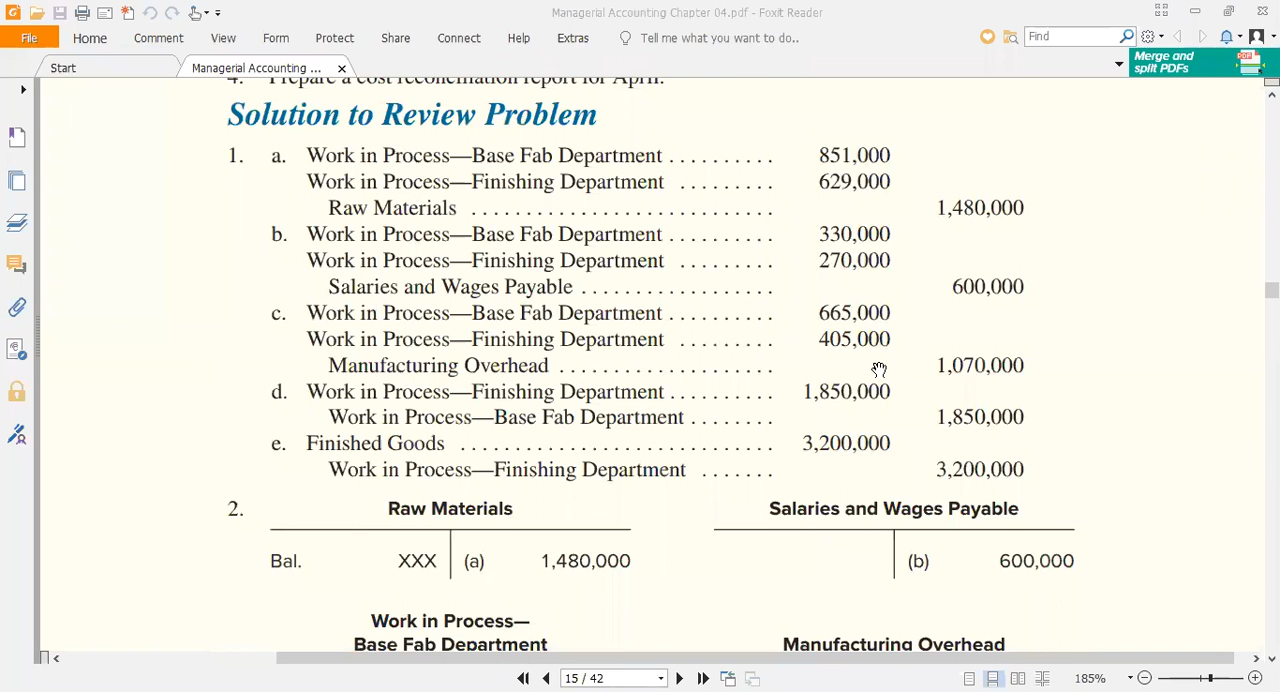 Managerial Accounting Chapter 04.pdf - Foxit Reader
File Home Comment View Form Protect Share Connect Help Extras Tell me what you want to do.. Find
Start Managerial Accounting ... Merge and split PDFs
4. Prepare a cost reconciliation report for April.
Solution to Review Problem
1. a. Work in Process—Base Fab Department . . . . . . . . . . 851,000
Work in Process—Finishing Department . . . . . . . . . 629,000
Raw Materials . . . . . . . . . . . . . . . . . . . . . . . . . . . . . 1,480,000
b. Work in Process—Base Fab Department . . . . . . . . . . 330,000
Work in Process—Finishing Department . . . . . . . . . 270,000
Salaries and Wages Payable . . . . . . . . . . . . . . . . . . 600,000
c. Work in Process—Base Fab Department . . . . . . . . . . 665,000
Work in Process—Finishing Department . . . . . . . . . 405,000
Manufacturing Overhead . . . . . . . . . . . . . . . . . . . . 1,070,000
d. Work in Process—Finishing Department . . . . . . . . . . 1,850,000
Work in Process—Base Fab Department . . . . . . . . 1,850,000
e. Finished Goods . . . . . . . . . . . . . . . . . . . . . . . . . . . . . . 3,200,000
Work in Process—Finishing Department . . . . . . . 3,200,000
2. Raw Materials Salaries and Wages Payable
Bal. XXX (a) 1,480,000 (b) 600,000
Work in Process—
Base Fab Department Manufacturing Overhead
15 / 42 185%